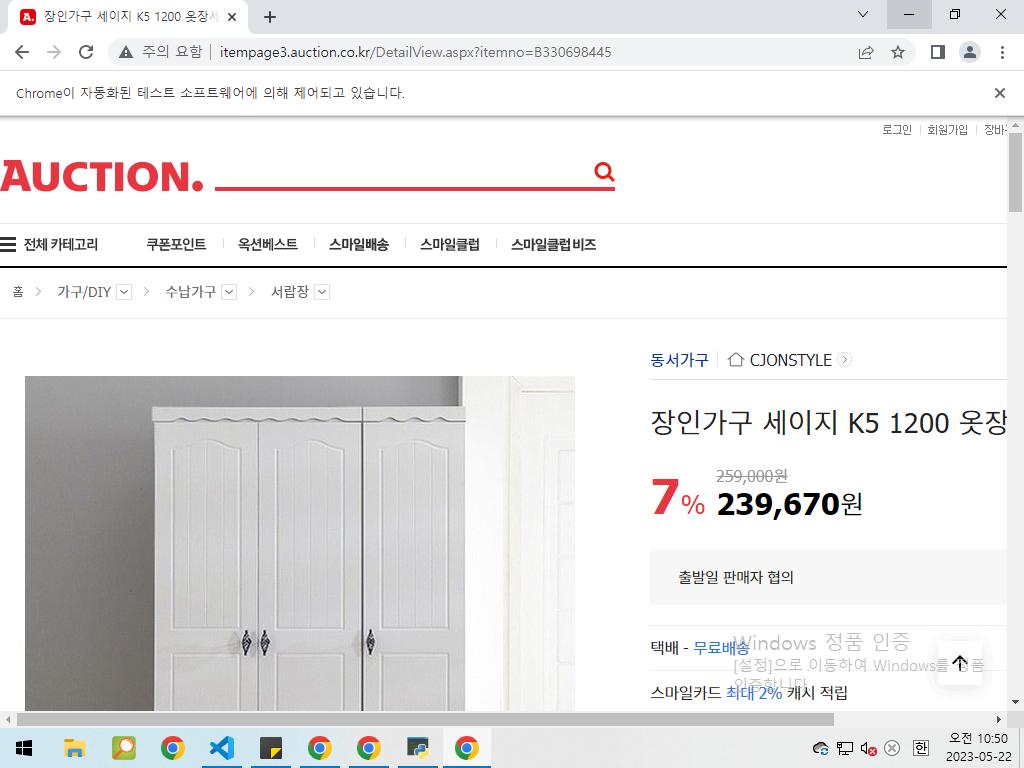 장인가구 세이지 K5 1200 옷장세
주의 요함 itempage3.auction.co.kr/DetailView.aspx?itemno=B330698445
Chrome이 자동화된 테스트 소프트웨어에 의해 제어되고 있습니다.
로그인 회원가입 장바
AUCTION.
전체 카테고리 쿠폰포인트 옥션베스트 스마일배송 스마일클럽 스마일클럽 비즈
홈 가구/DIY 수납가구 서랍장
동서가구 CJONSTYLE
장인가구 세이지 K5 1200 옷장
259,000원
7% 239,670원
출발일 판매자 협의
택배 - 무료배송
스마일카드 최대 2% 캐시 적립
Windows 정품 인증
[설정]으로 이동하여 Windows를 정품
인증합니다.
한
오전 10:50
2023-05-22